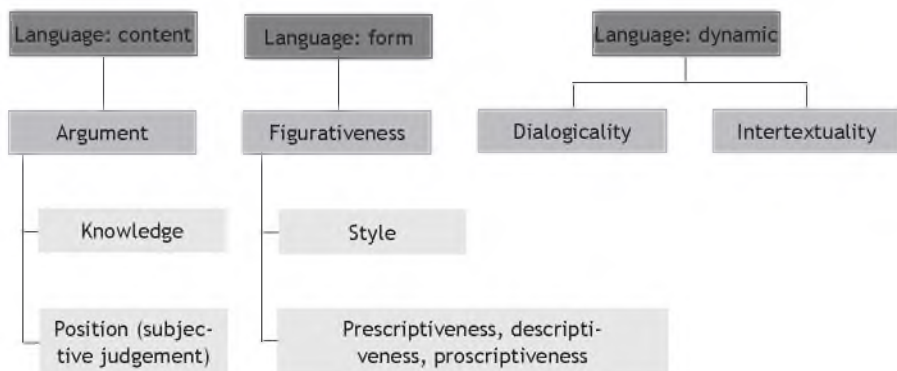 Language: content
Language: form
Language: dynamic
Argument
Figurativeness
Dialogicality
Intertextuality
Knowledge
Style
Position (subjec-
tive judgement)
Prescriptiveness, descripti-
veness, proscriptiveness